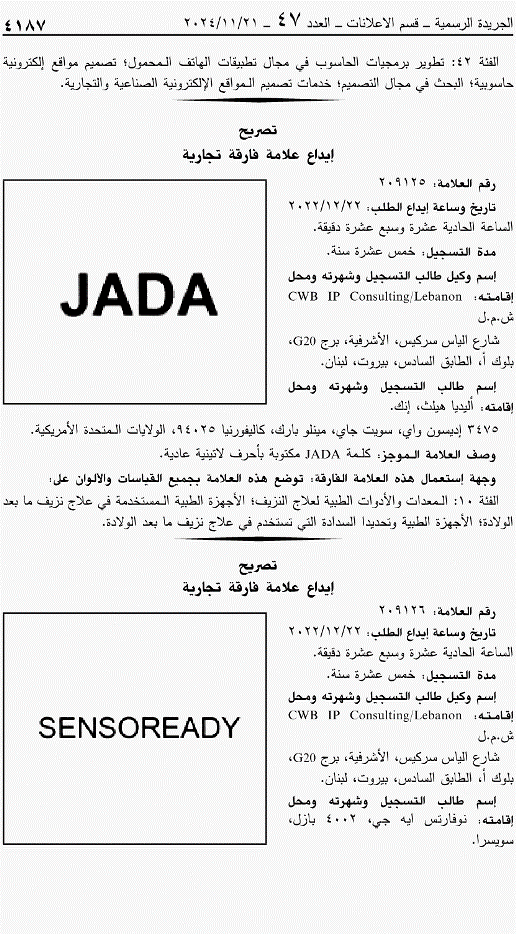 الجريدة الرسمية ــ قسم الاعلانات ــ العدد ٤٧ ــ ٢٠٢٤/١١/٢١
٤١٨٧
الفئة ٤٢: تطوير برمجيات الحاسوب في مجال تطبيقات الهاتف المحمول؛ تصميم مواقع إلكترونية
حاسوبية؛ البحث في مجال التصميم؛ خدمات تصميم المواقع الإلكترونية الصناعية والتجارية.
تصريح
إيداع علامة فارقة تجارية
رقم العلامة: ٢٠٩١٢٥
تاريخ وساعة إيداع الطلب: ٢٠٢٢/١٢/٢٢
الساعة الحادية عشرة وسبع عشرة دقيقة.
مدة التسجيل: خمس عشرة سنة.
إسم وكيل طالب التسجيل وشهرته ومحل
إقامته: CWB IP Consulting/Lebanon
ش.م.ل
شارع الياس سركيس، الأشرفية، برج G20،
بلوك أ، الطابق السادس، بيروت، لبنان.
إسم طالب التسجيل وشهرته ومحل
إقامته: أليديا هيلث، إنك.
JADA
٣٤٧٥ إديسون واي، سويت جاي، مينلو بارك، كاليفورنيا ٩٤٠٢٥، الولايات المتحدة الأمريكية.
وصف العلامة الموجز: كلمة JADA مكتوبة بأحرف لاتينية عادية.
وجهة إستعمال هذه العلامة الفارقة: توضع هذه العلامة بجميع القياسات والألوان على:
الفئة ١٠: المعدات والأدوات الطبية لعلاج النزيف؛ الأجهزة الطبية المستخدمة في علاج نزيف ما بعد
الولادة؛ الأجهزة الطبية وتحديدا السدادة التي تستخدم في علاج نزيف ما بعد الولادة.
تصريح
إيداع علامة فارقة تجارية
رقم العلامة: ٢٠٩١٢٦
تاريخ وساعة إيداع الطلب: ٢٠٢٢/١٢/٢٢
الساعة الحادية عشرة وسبع عشرة دقيقة.
مدة التسجيل: خمس عشرة سنة.
إسم وكيل طالب التسجيل وشهرته ومحل
إقامته: CWB IP Consulting/Lebanon
ش.م.ل
شارع الياس سركيس، الأشرفية، برج G20،
بلوك أ، الطابق السادس، بيروت، لبنان.
إسم طالب التسجيل وشهرته ومحل
إقامته: نوفارتس ايه جي، ٤٠٠٢ بازل،
سويسرا.
SENSOREADY